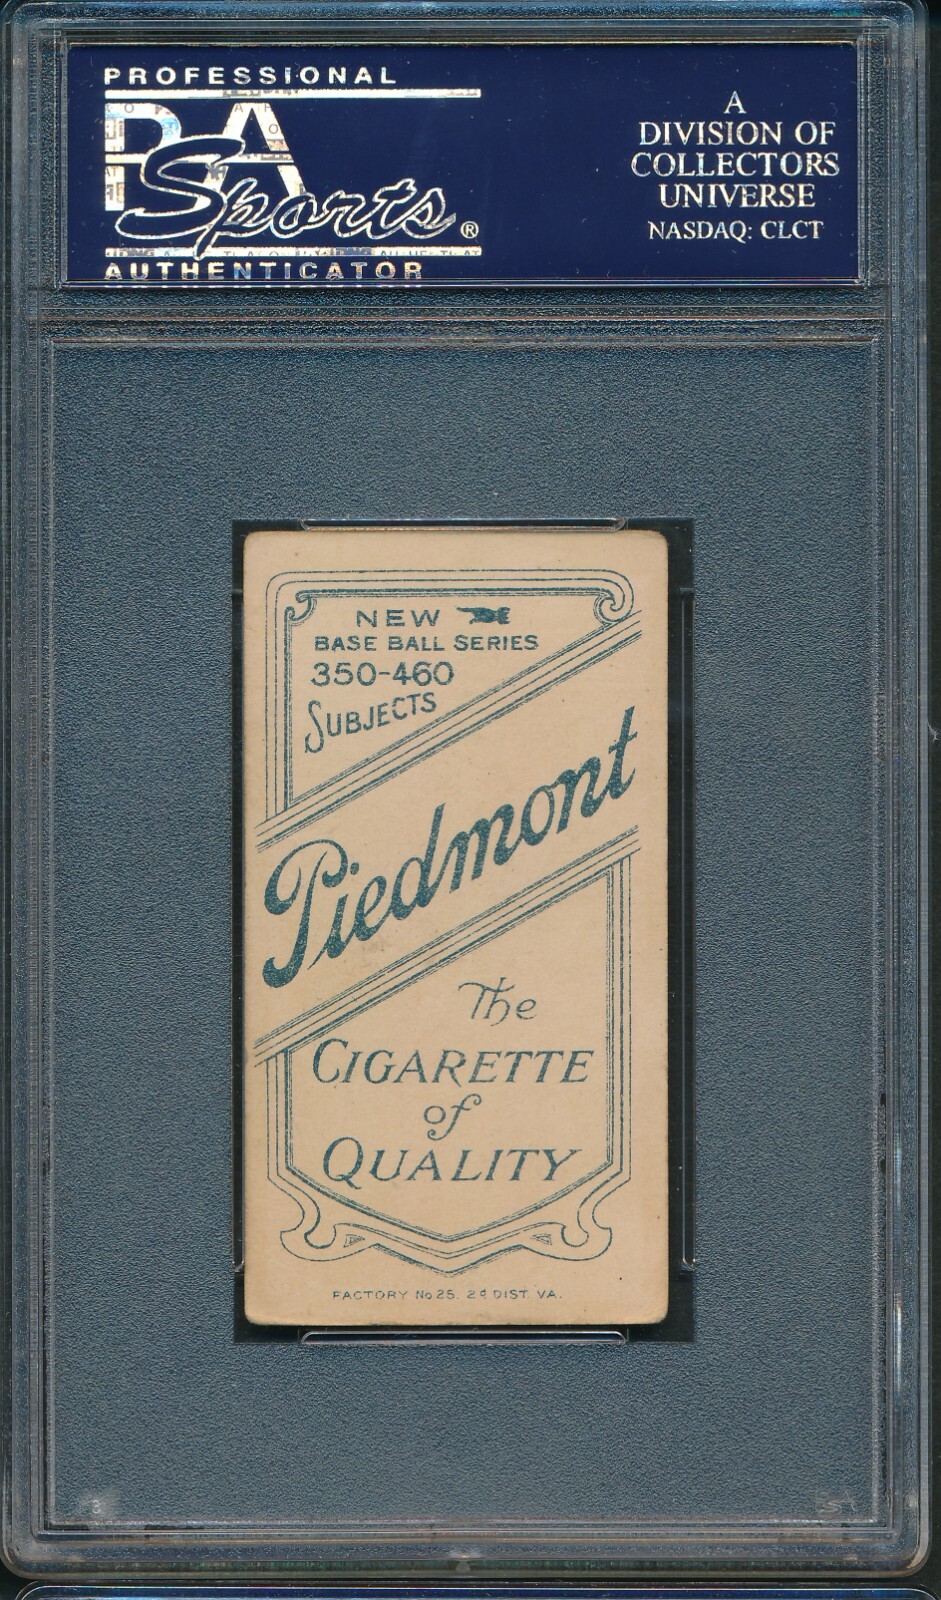 PROFESSIONAL
PSA
Sports®
AUTHENTICATOR
A
DIVISION OF
COLLECTORS
UNIVERSE
NASDAQ: CLCT
NEW
BASE BALL SERIES
350-460
SUBJECTS
Piedmont
The
CIGARETTE
of
QUALITY
FACTORY No 25. 2d DIST. VA.